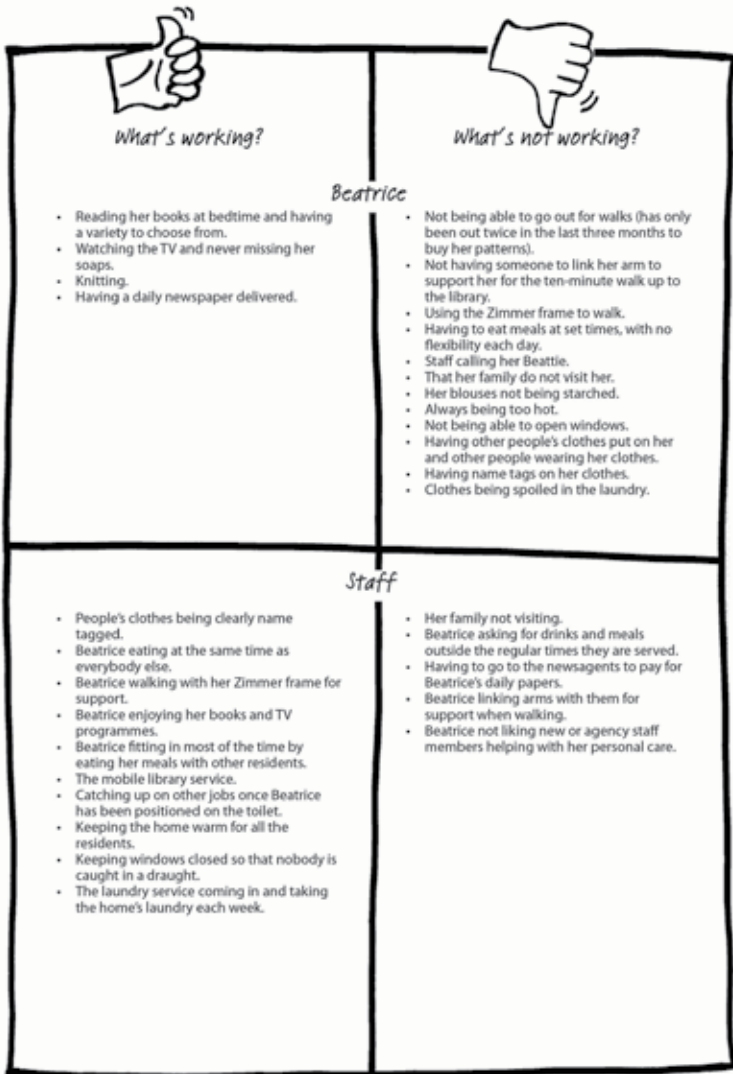 What's working?
What's not working?
Beatrice
• Reading her books at bedtime and having
a variety to choose from.
• Watching the TV and never missing her
soaps.
• Knitting.
• Having a daily newspaper delivered.
• Not being able to go out for walks (has only
been out twice in the last three months to
buy her patterns).
• Not having someone to link her arm to
support her for the ten-minute walk up to
the library.
• Using the Zimmer frame to walk.
• Having to eat meals at set times, with no
flexibility each day.
• Staff calling her Beattie.
• That her family do not visit her.
• Her blouses not being starched.
• Always being too hot.
• Not being able to open windows.
• Having other people's clothes put on her
and other people wearing her clothes.
• Having name tags on her clothes.
• Clothes being spoiled in the laundry.
Staff
• People's clothes being clearly name
tagged.
• Beatrice eating at the same time as
everybody else.
• Beatrice walking with her Zimmer frame for
support.
• Beatrice enjoying her books and TV
programmes.
• Beatrice fitting in most of the time by
eating her meals with other residents.
• The mobile library service.
• Catching up on other jobs once Beatrice
has been positioned on the toilet.
• Keeping the home warm for all the
residents.
• Keeping windows closed so that nobody is
caught in a draught.
• The laundry service coming in and taking
the home's laundry each week.
• Her family not visiting.
• Beatrice asking for drinks and meals
outside the regular times they are served.
• Having to go to the newsagents to pay for
Beatrice's daily papers.
• Beatrice linking arms with them for
support when walking.
• Beatrice not liking new or agency staff
members helping with her personal care.